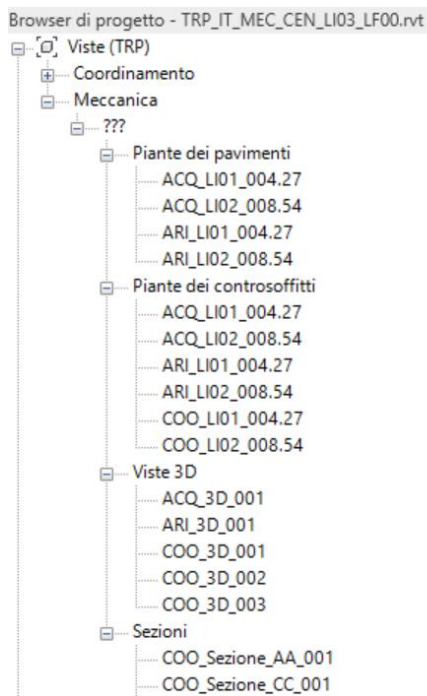 Browser di progetto - TRP_IT_MEC_CEN_LI03_LF00.rvt
Viste (TRP)
Coordinamento
Meccanica
???
Piante dei pavimenti
ACQ_LI01_004.27
ACQ_LI02_008.54
ARI_LI01_004.27
ARI_LI02_008.54
Piante dei controsoffitti
ACQ_LI01_004.27
ACQ_LI02_008.54
ARI_LI01_004.27
ARI_LI02_008.54
COO_LI01_004.27
COO_LI02_008.54
Viste 3D
ACQ_3D_001
ARI_3D_001
COO_3D_001
COO_3D_002
COO_3D_003
Sezioni
COO_Sezione_AA_001
COO_Sezione_CC_001